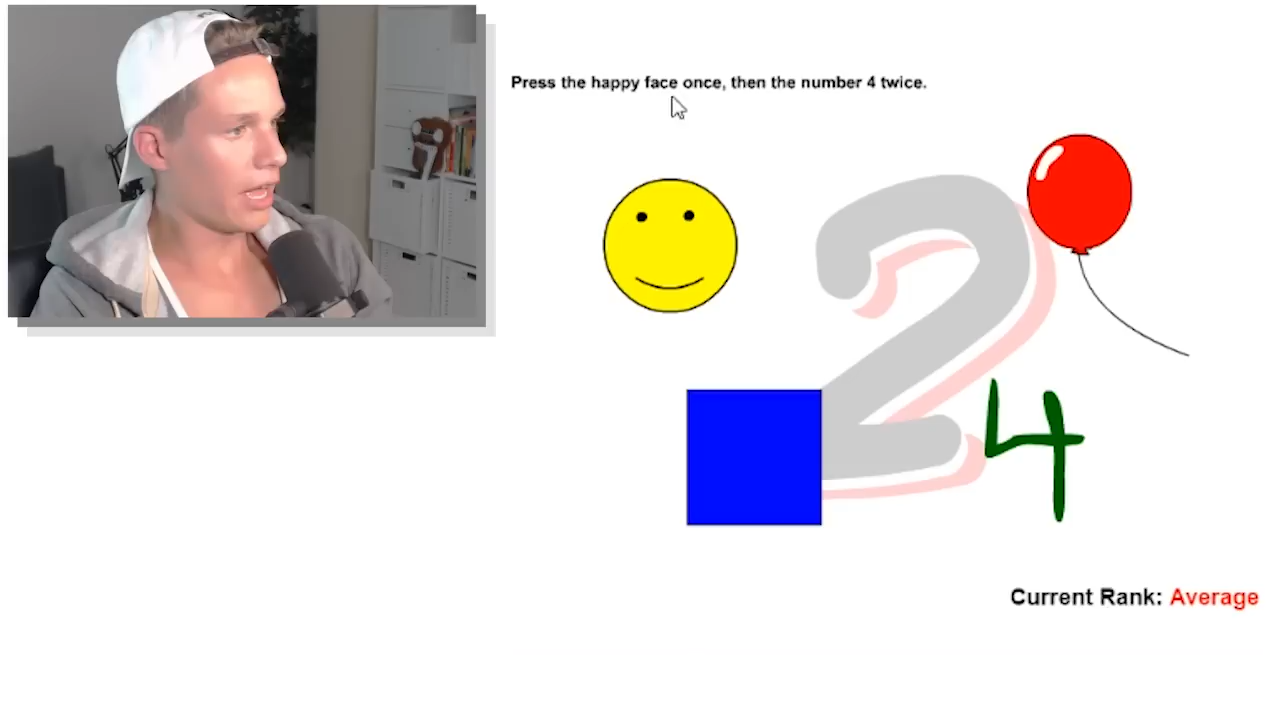 Press the happy face once, then the number 4 twice.
2
4
Current Rank: Average